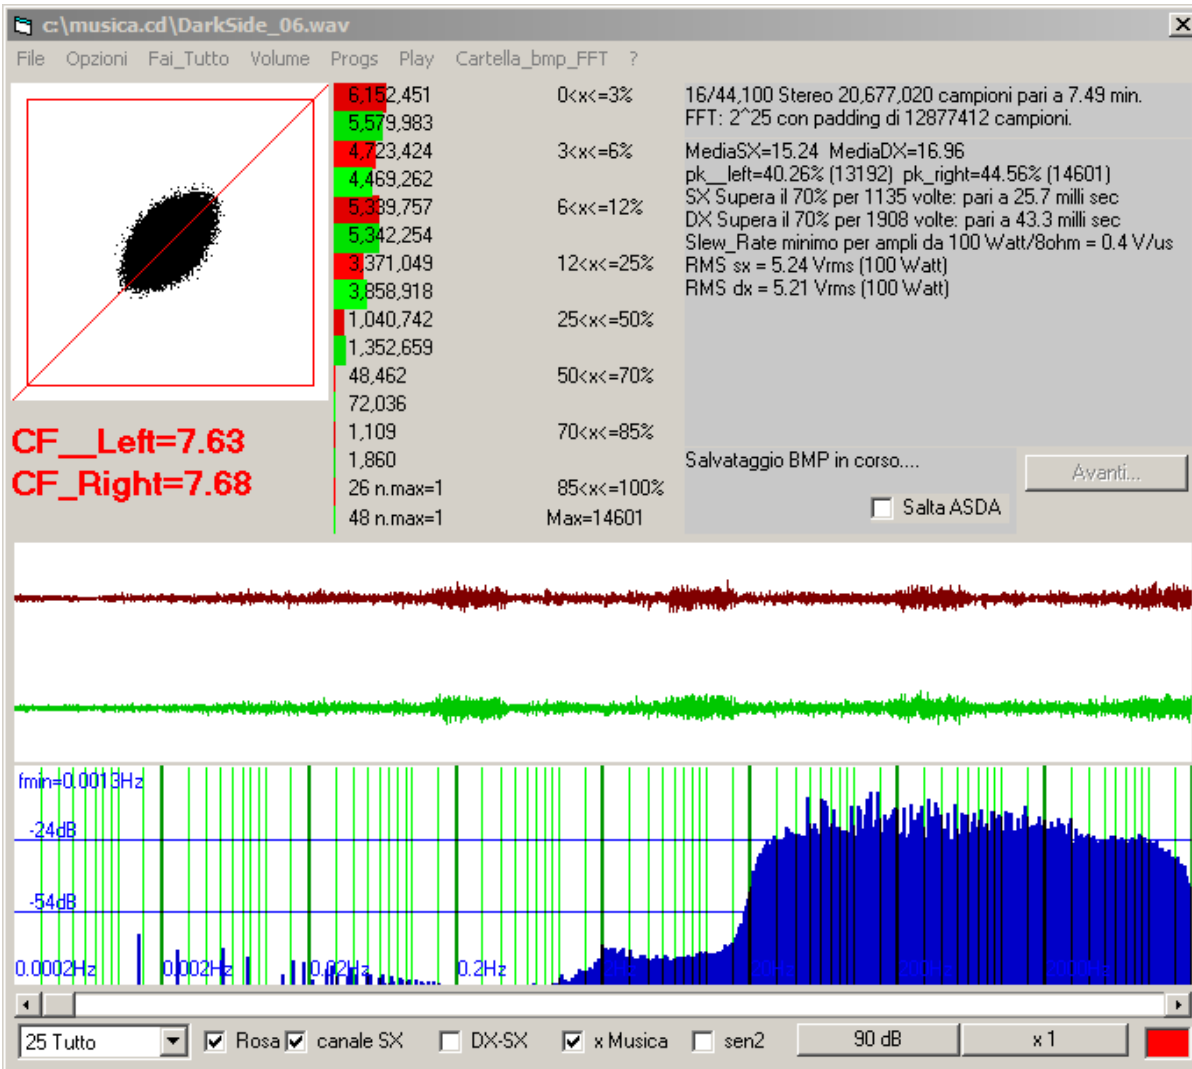 c:\musica.cd\DarkSide_06.wav
File Opzioni Fai_Tutto Volume Progs Play Cartella_bmp_FFT ?
6,152,451 0<x<=3%
5,579,983
4,723,424 3<x<=6%
4,469,262
5,339,757 6<x<=12%
5,342,254
3,371,049 12<x<=25%
3,858,918
1,040,742 25<x<=50%
1,352,659
48,462 50<x<=70%
72,036
1,109 70<x<=85%
1,860
26 n.max=1 85<x<=100%
48 n.max=1 Max=14601
16/44,100 Stereo 20,677,020 campioni pari a 7.49 min.
FFT: 2^25 con padding di 12877412 campioni.
MediaSX=15.24 MediaDX=16.96
pk__left=40.26% (13192) pk_right=44.56% (14601)
SX Supera il 70% per 1135 volte: pari a 25.7 milli sec
DX Supera il 70% per 1908 volte: pari a 43.3 milli sec
Slew_Rate minimo per ampli da 100 Watt/8ohm = 0.4 V/us
RMS sx = 5.24 Vrms (100 Watt)
RMS dx = 5.21 Vrms (100 Watt)
CF__Left=7.63
CF_Right=7.68
Salvataggio BMP in corso....
Avanti...
Salta ASDA
fmin=0.0013Hz
-24dB
-54dB
0.0002Hz 0.002Hz 0.02Hz 0.2Hz 2Hz 20Hz 200Hz 2000Hz
25 Tutto Rosa canale SX DX-SX x Musica sen2 90 dB x 1